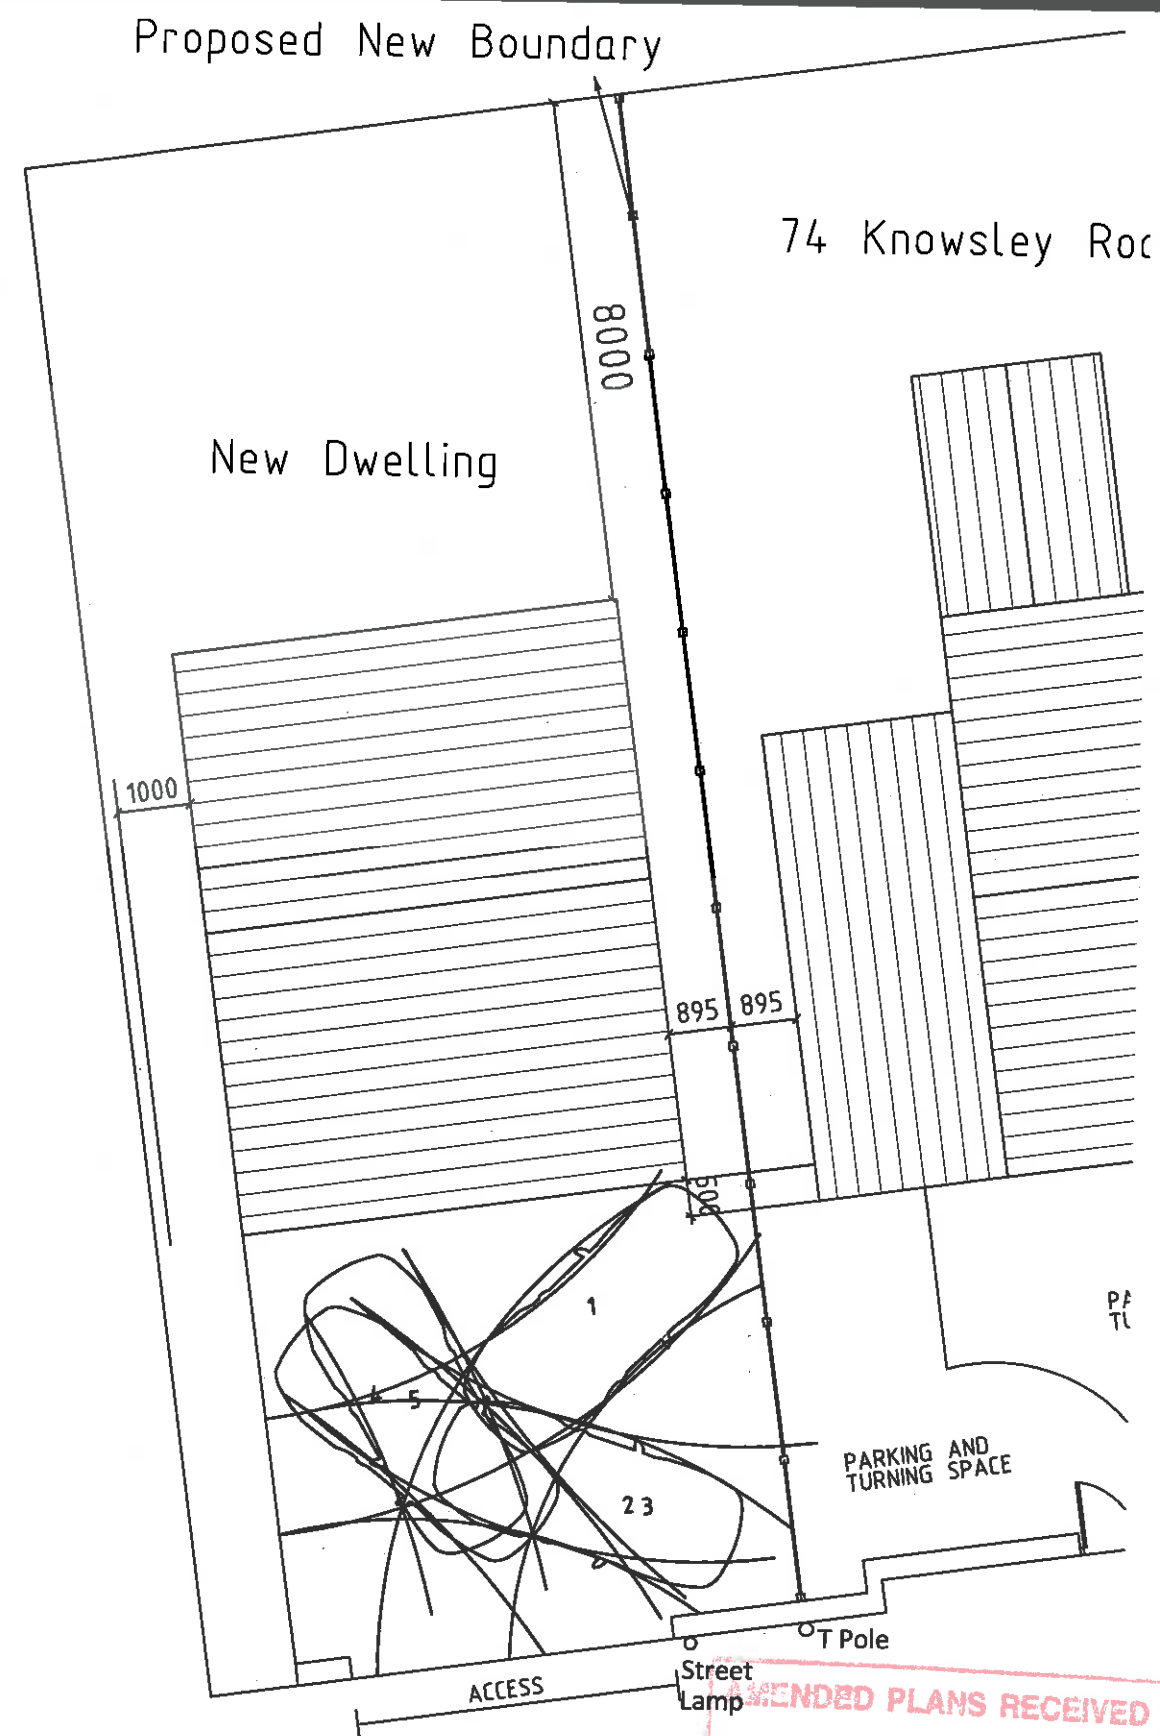 Proposed New Boundary
74 Knowsley
8000
New Dwelling
1000
895
895
500
1
4 5
2 3
PARKING AND
TURNING SPACE
T Pole
Street
Lamp
ACCESS
AMENDED PLANS RECEIVED